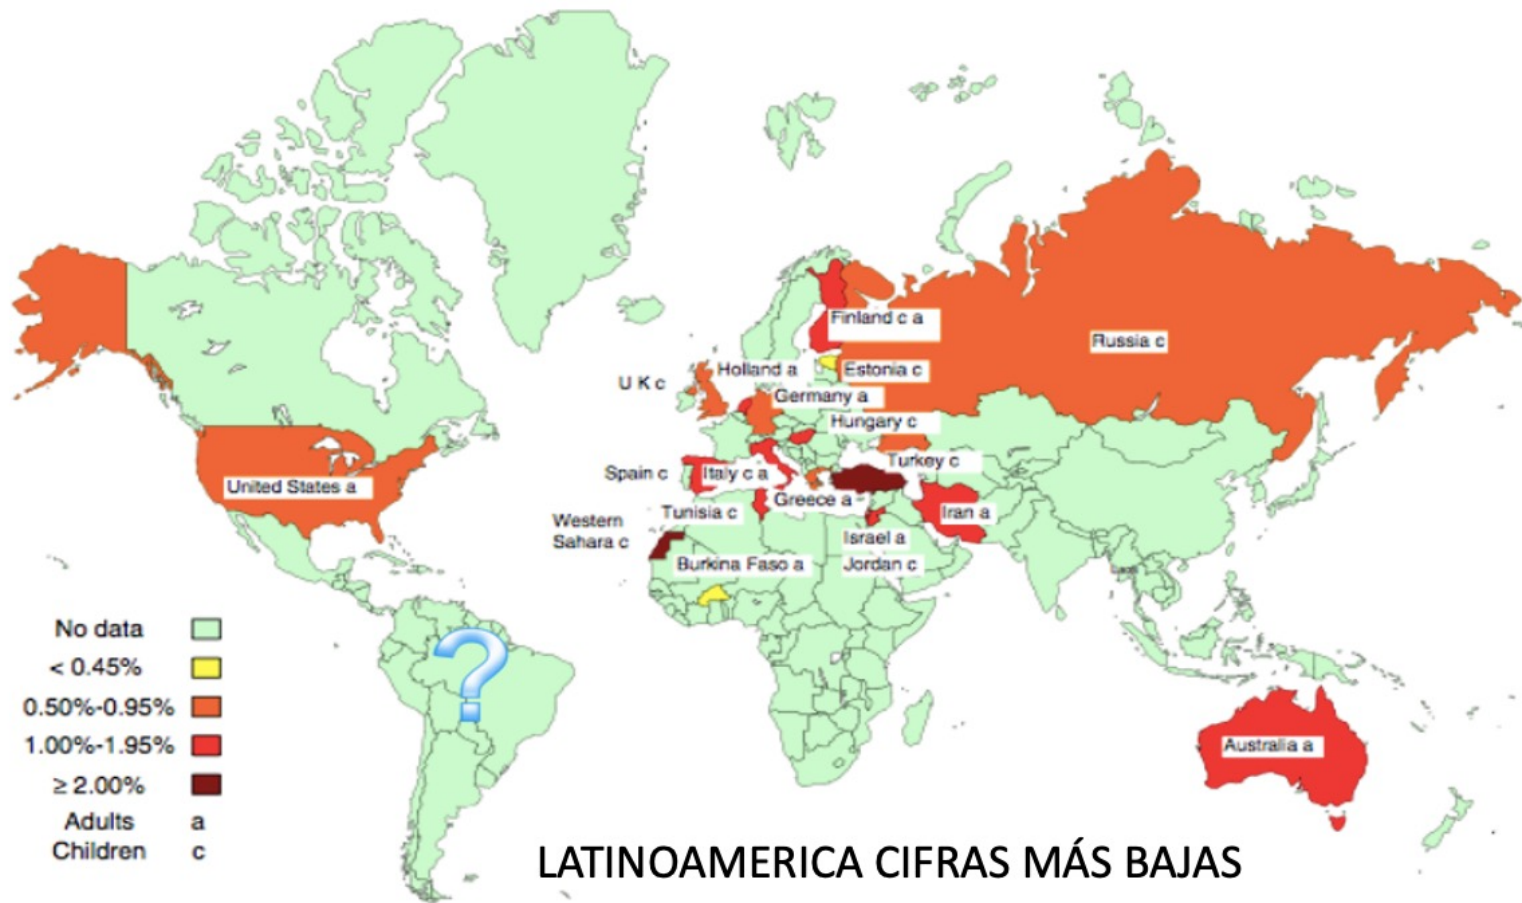 Finland c a
Russia c
Holland a
Estonia c
U K c
Germany a
Hungary c
Turkey c
Spain c
Italy c a
United States a
Greece a
Tunisia c
Iran a
Western
Sahara c
Israel a
Burkina Faso a
Jordan c
No data
< 0.45%
0.50%-0.95%
1.00%-1.95%
≥ 2.00%
Adults a
Children c
?
Australia a
LATINOAMERICA CIFRAS MÁS BAJAS